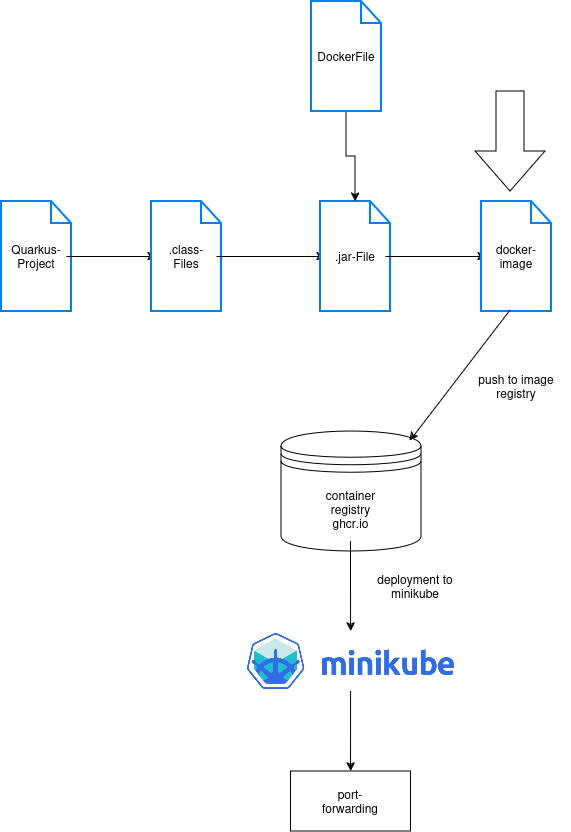 DockerFile
Quarkus-
Project
.class-
Files
.jar-File
docker-
image
push to image
registry
container
registry
ghcr.io
deployment to
minikube
minikube
port-
forwarding